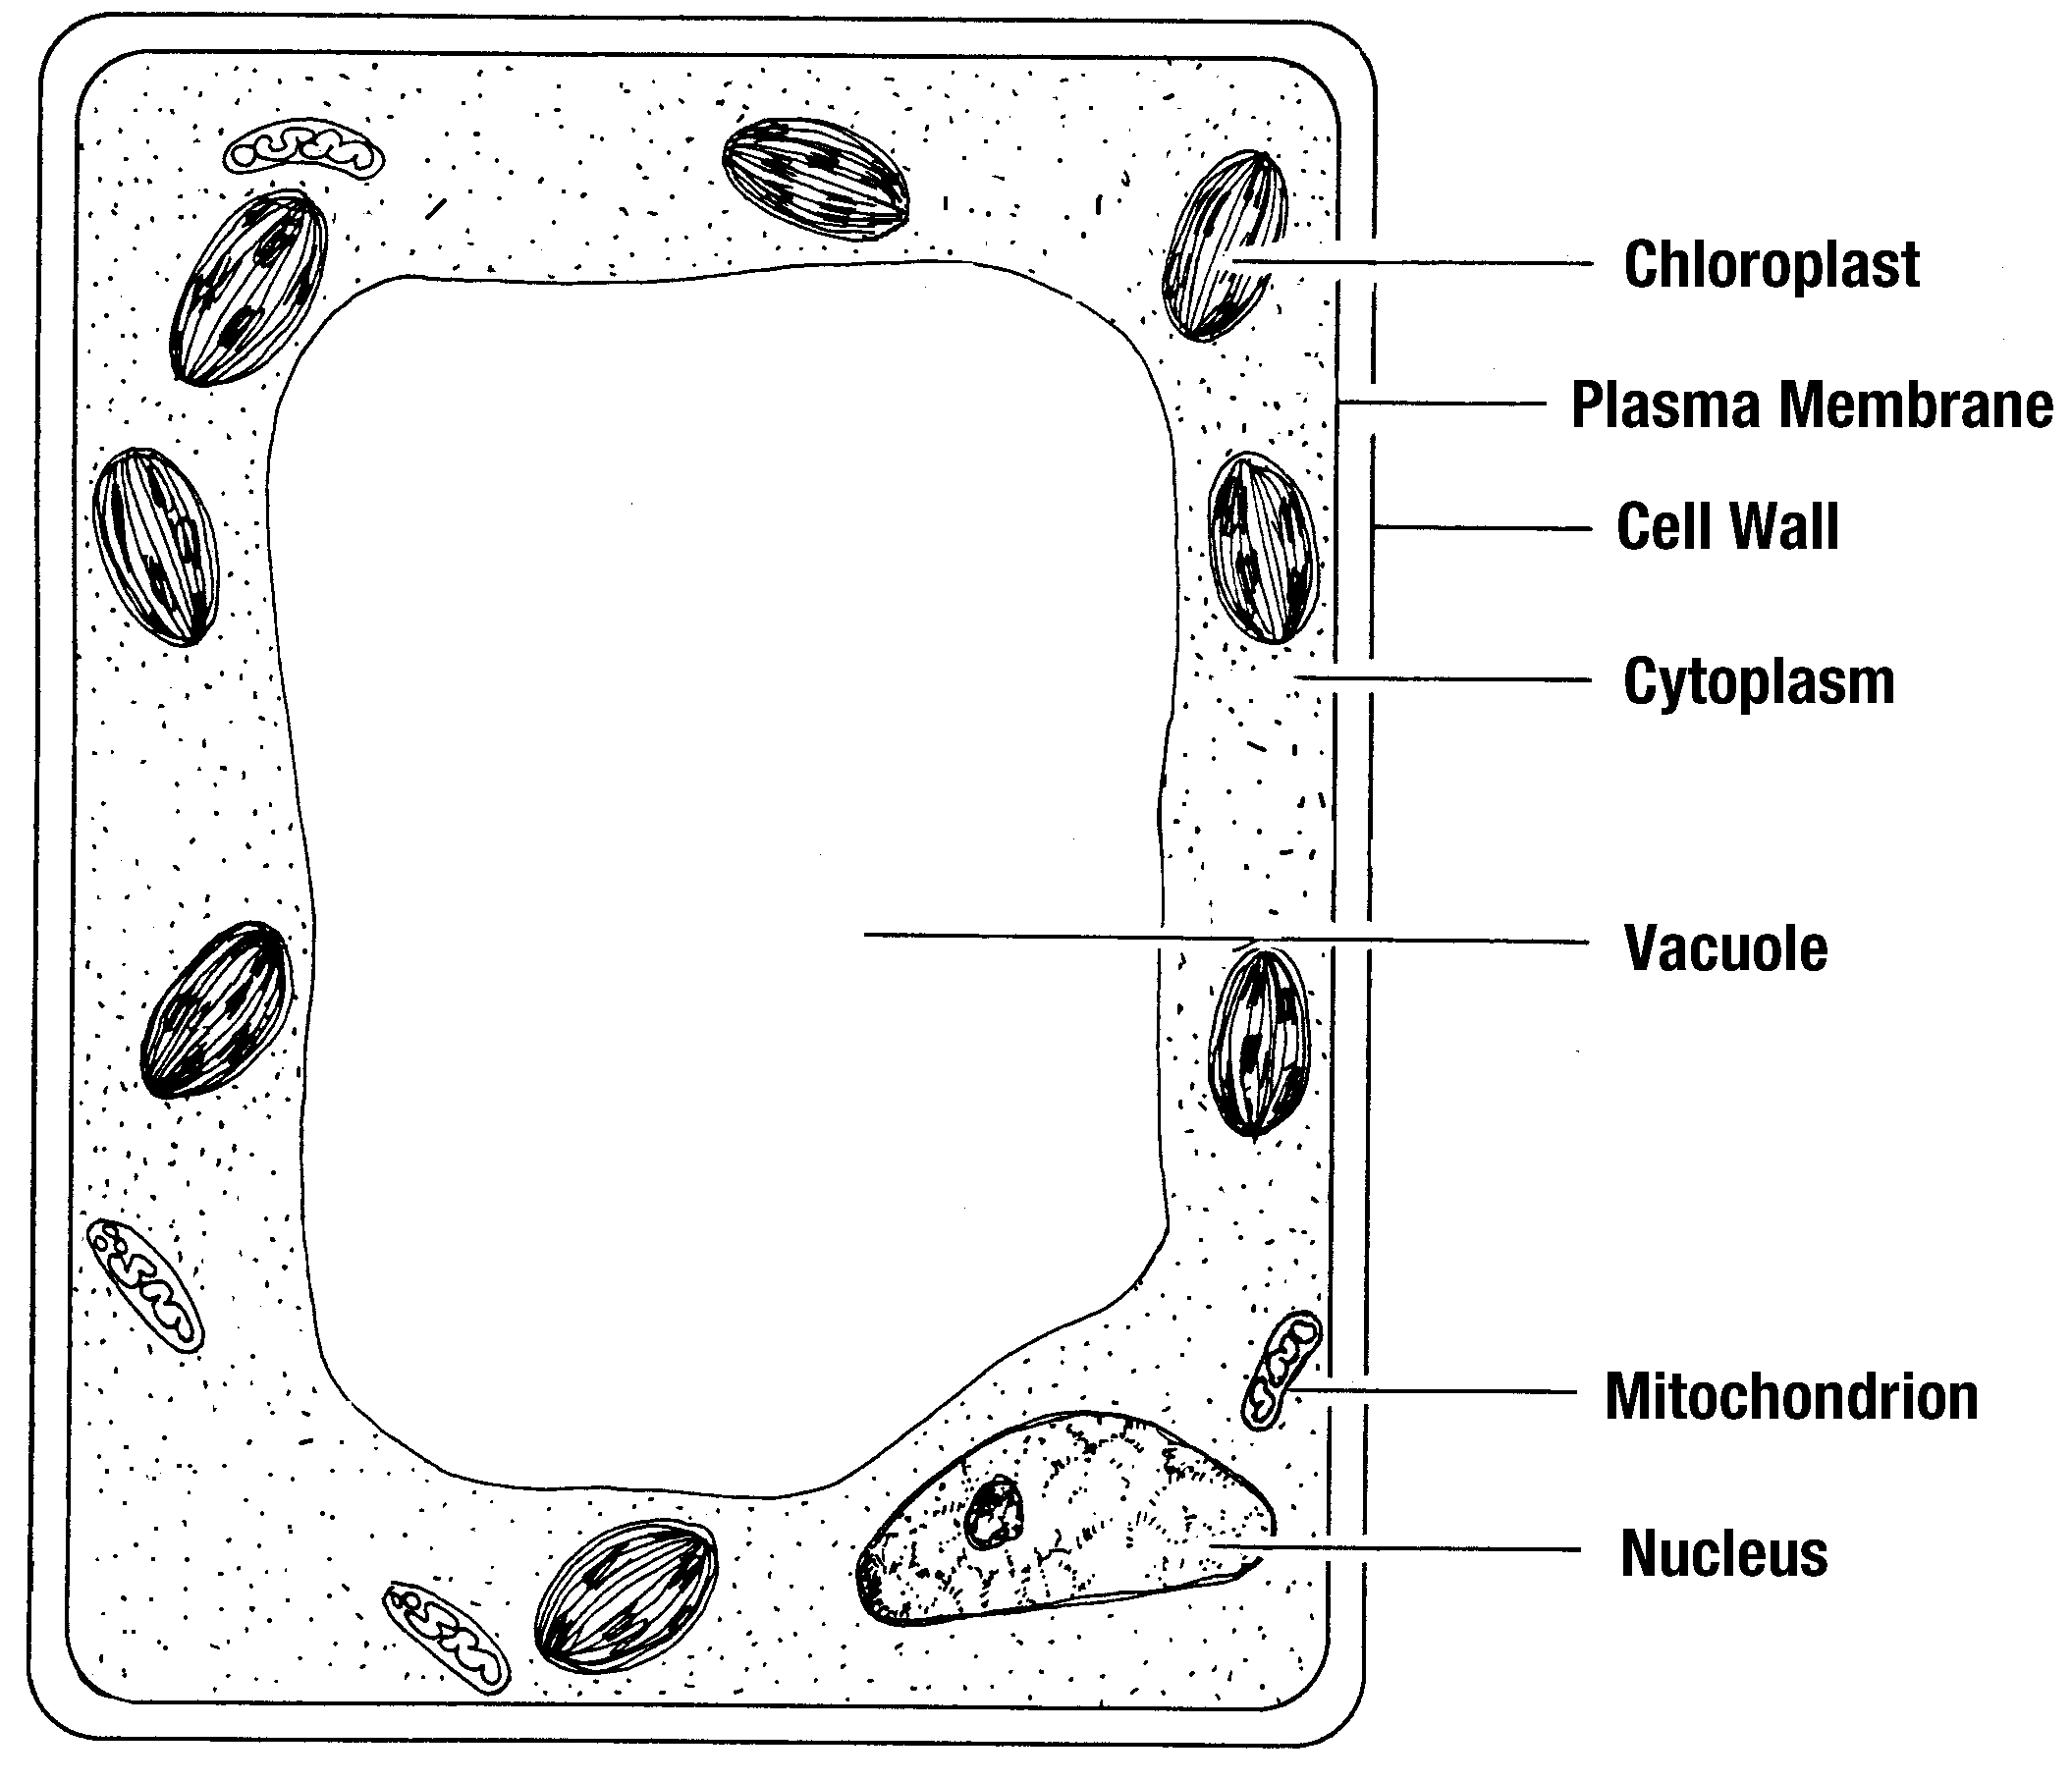 Chloroplast
Plasma Membrane
Cell Wall
Cytoplasm
Vacuole
Mitochondrion
Nucleus